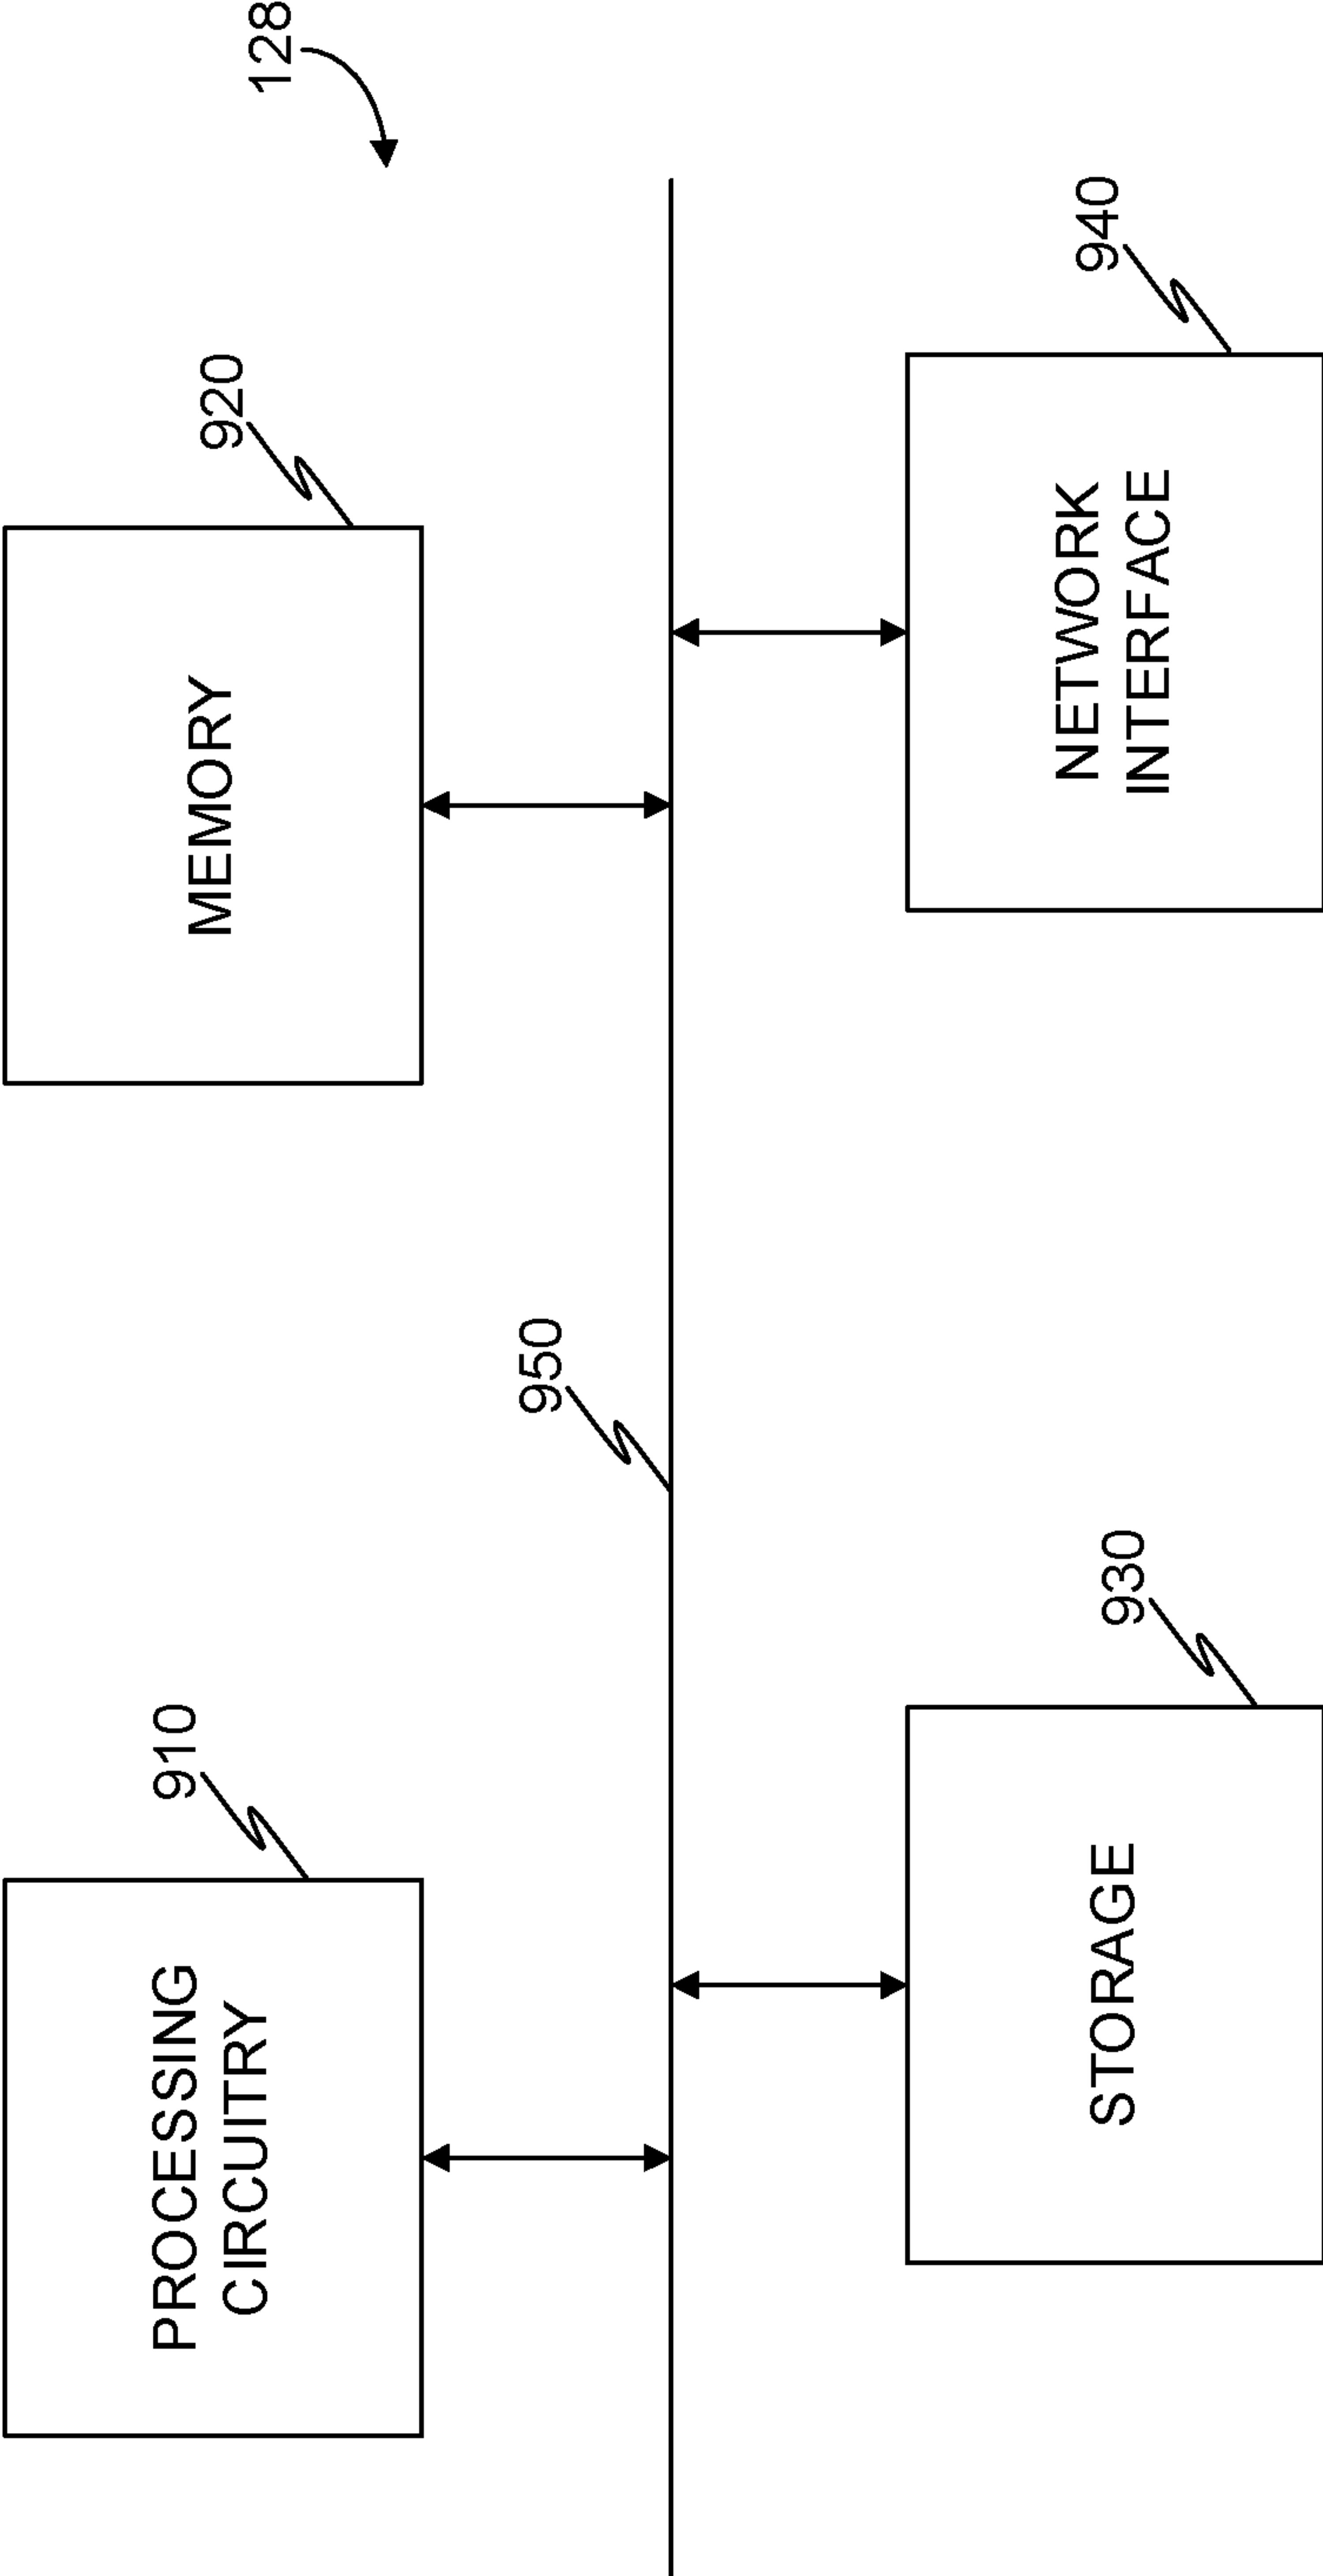 128
910
PROCESSING
CIRCUITRY
920
MEMORY
950
930
STORAGE
940
NETWORK
INTERFACE